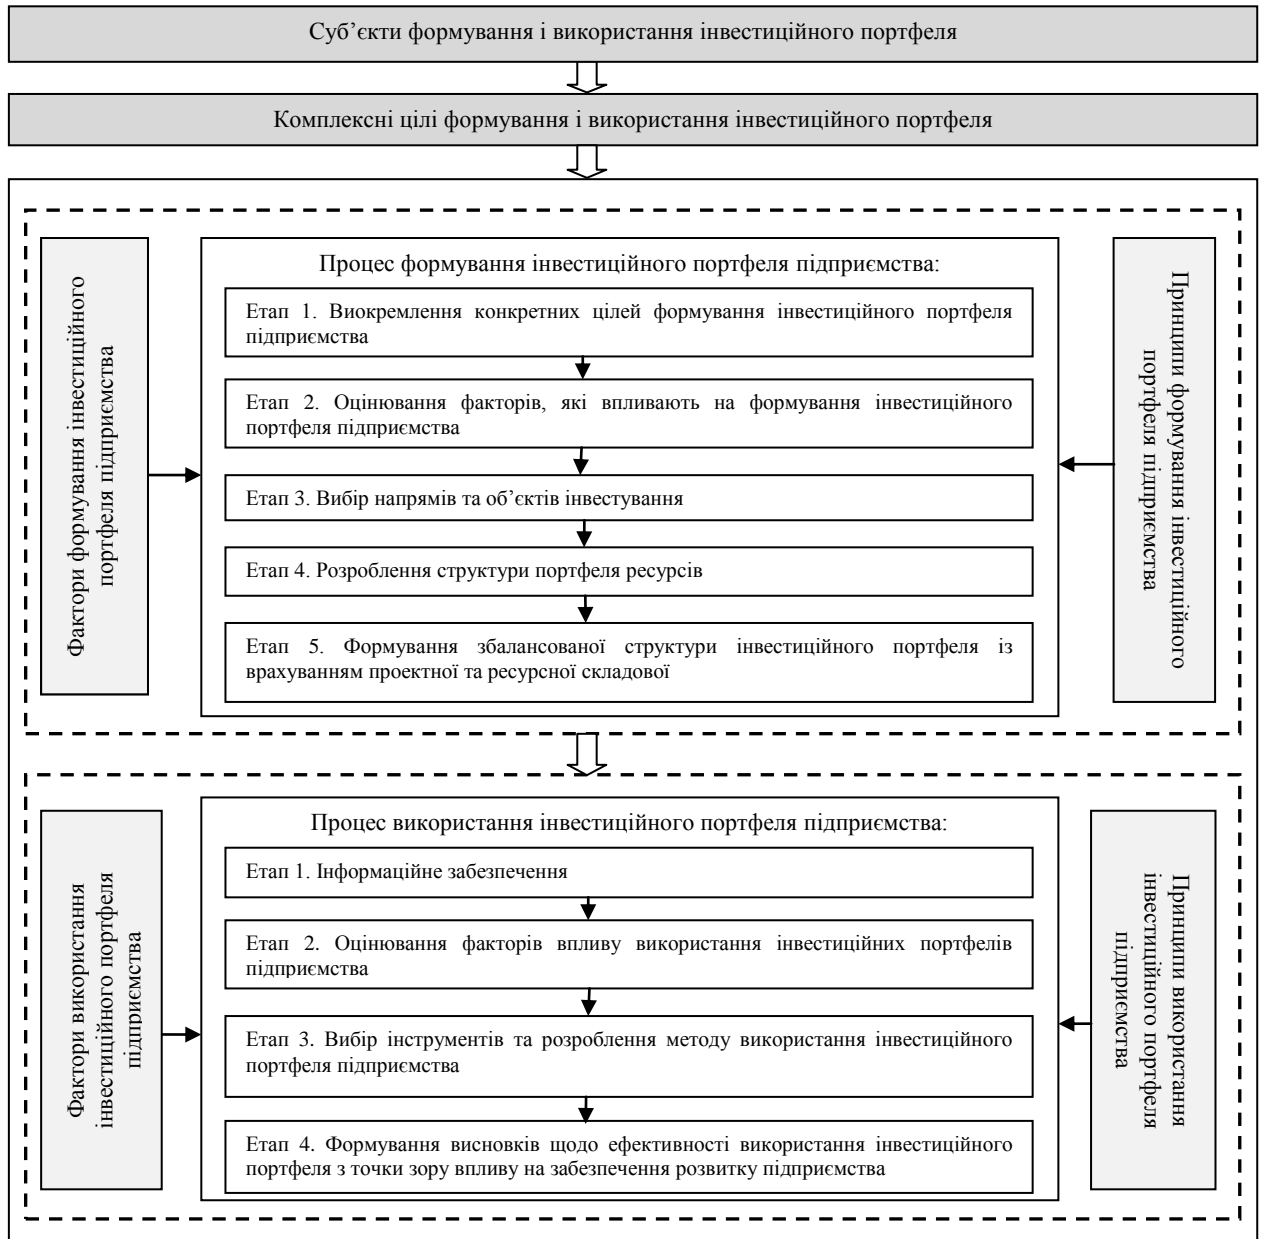 Суб’єкти формування і використання інвестиційного портфеля
Комплексні цілі формування і використання інвестиційного портфеля
Фактори формування інвестиційного
портфеля підприємства
Процес формування інвестиційного портфеля підприємства:
Етап 1. Виокремлення конкретних цілей формування інвестиційного портфеля
підприємства
Етап 2. Оцінювання факторів, які впливають на формування інвестиційного
портфеля підприємства
Етап 3. Вибір напрямів та об’єктів інвестування
Етап 4. Розроблення структури портфеля ресурсів
Етап 5. Формування збалансованої структури інвестиційного портфеля із
врахуванням проектної та ресурсної складової
Принципи формування інвестиційного
портфеля підприємства
Фактори використання
інвестиційного портфеля
підприємства
Процес використання інвестиційного портфеля підприємства:
Етап 1. Інформаційне забезпечення
Етап 2. Оцінювання факторів впливу використання інвестиційних портфелів
підприємства
Етап 3. Вибір інструментів та розроблення методу використання інвестиційного
портфеля підприємства
Етап 4. Формування висновків щодо ефективності використання інвестиційного
портфеля з точки зору впливу на забезпечення розвитку підприємства
Принципи використання
інвестиційного портфеля
підприємства